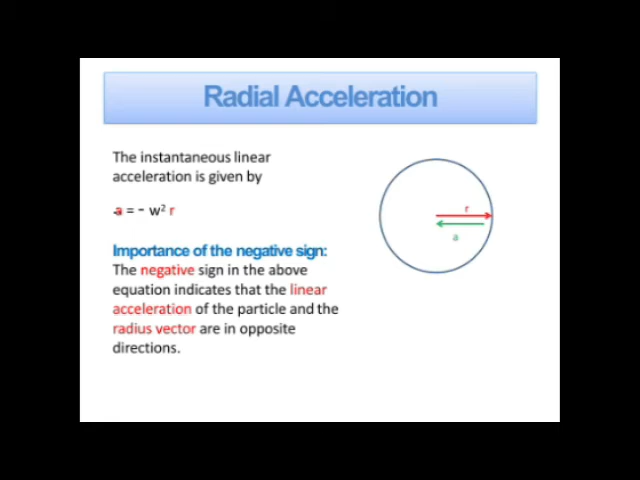 Radial Acceleration
The instantaneous linear
acceleration is given by
a = - w² r
Importance of the negative sign:
The negative sign in the above
equation indicates that the linear
acceleration of the particle and the
radius vector are in opposite
directions.
r
a